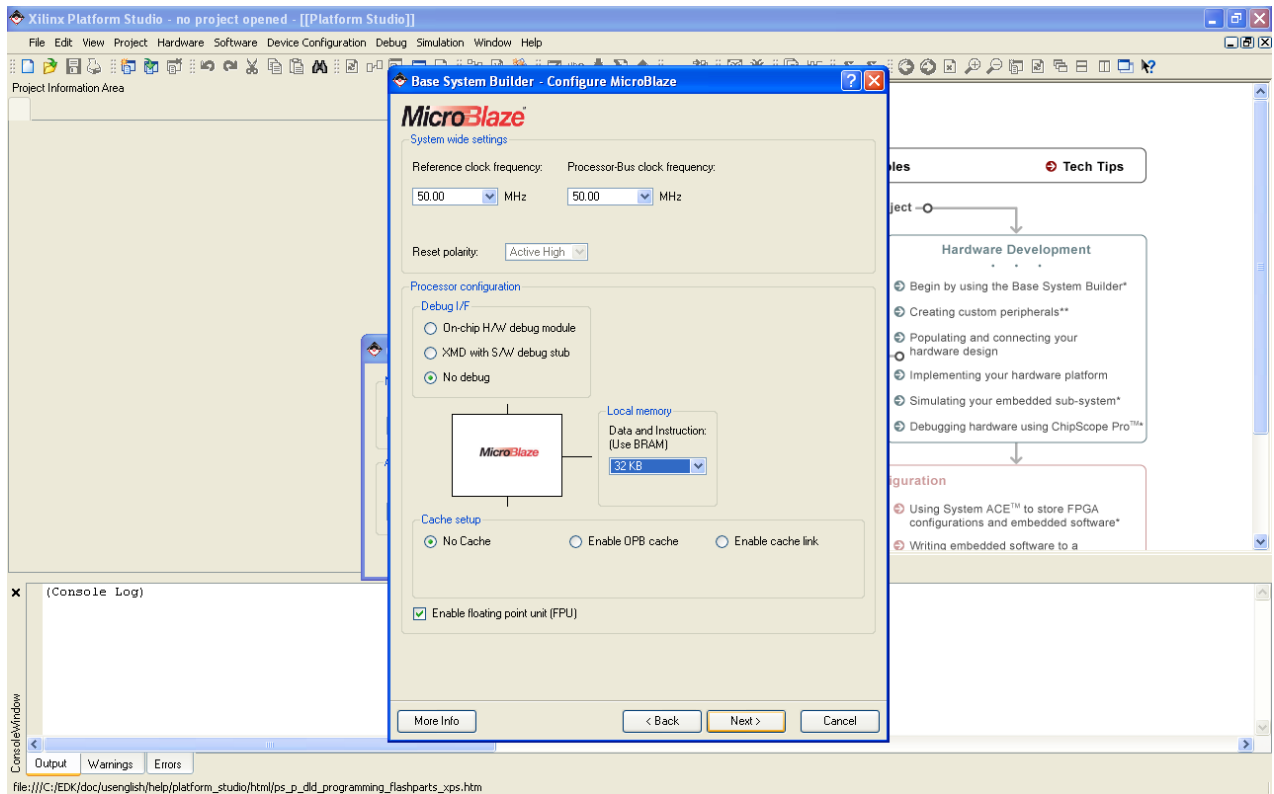 Xilinx Platform Studio - no project opened - [[Platform Studio]]
File Edit View Project Hardware Software Device Configuration Debug Simulation Window Help
Project Information Area
Base System Builder - Configure MicroBlaze
MicroBlaze
System wide settings
Reference clock frequency: Processor-Bus clock frequency:
50.00 MHz 50.00 MHz
Reset polarity: Active High
Processor configuration
Debug I/F
On-chip H/W debug module
XMD with S/W debug stub
No debug
Local memory
Data and Instruction:
(Use BRAM)
32 KB
MicroBlaze
Cache setup
No Cache Enable OPB cache Enable cache link
Enable floating point unit (FPU)
More Info < Back Next > Cancel
Tech Tips
Hardware Development
Begin by using the Base System Builder*
Creating custom peripherals**
Populating and connecting your
hardware design
Implementing your hardware platform
Simulating your embedded sub-system*
Debugging hardware using ChipScope Pro™*
iguration
Using System ACE™ to store FPGA
configurations and embedded software*
Writing embedded software to a
(Console Log)
ConsoleWindow
Output Warnings Errors
file:///C:/EDK/doc/usenglish/help/platform_studio/html/ps_p_dld_programming_flashparts_xps.htm